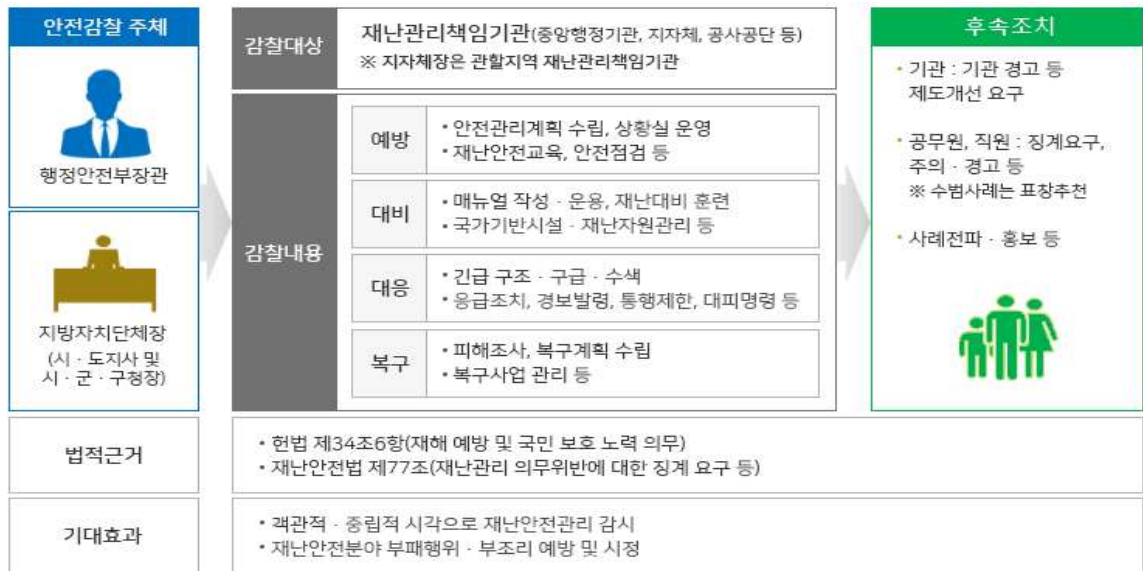 안전감찰 주체
행정안전부장관
지방자치단체장
(시 · 도지사 및
시 · 군 · 구청장)
감찰대상
재난관리책임기관(중앙행정기관, 지자체, 공사공단 등)
※ 지자체장은 관할지역 재난관리책임기관
감찰내용
예방
• 안전관리계획 수립, 상황실 운영
• 재난안전교육, 안전점검 등
대비
• 매뉴얼 작성 · 운용, 재난대비 훈련
• 국가기반시설 · 재난자원관리 등
대응
• 긴급 구조 · 구급 · 수색
• 응급조치, 경보발령, 통행제한, 대피명령 등
복구
• 피해조사, 복구계획 수립
• 복구사업 관리 등
후속조치
• 기관 : 기관 경고 등
제도개선 요구
• 공무원, 직원 : 징계요구,
주의 · 경고 등
※ 수범사례는 표창추천
• 사례전파 · 홍보 등
법적근거
• 헌법 제34조6항(재해 예방 및 국민 보호 노력 의무)
• 재난안전법 제77조(재난관리 의무위반에 대한 징계 요구 등)
기대효과
• 객관적 · 중립적 시각으로 재난안전관리 감시
• 재난안전분야 부패행위 · 부조리 예방 및 시정